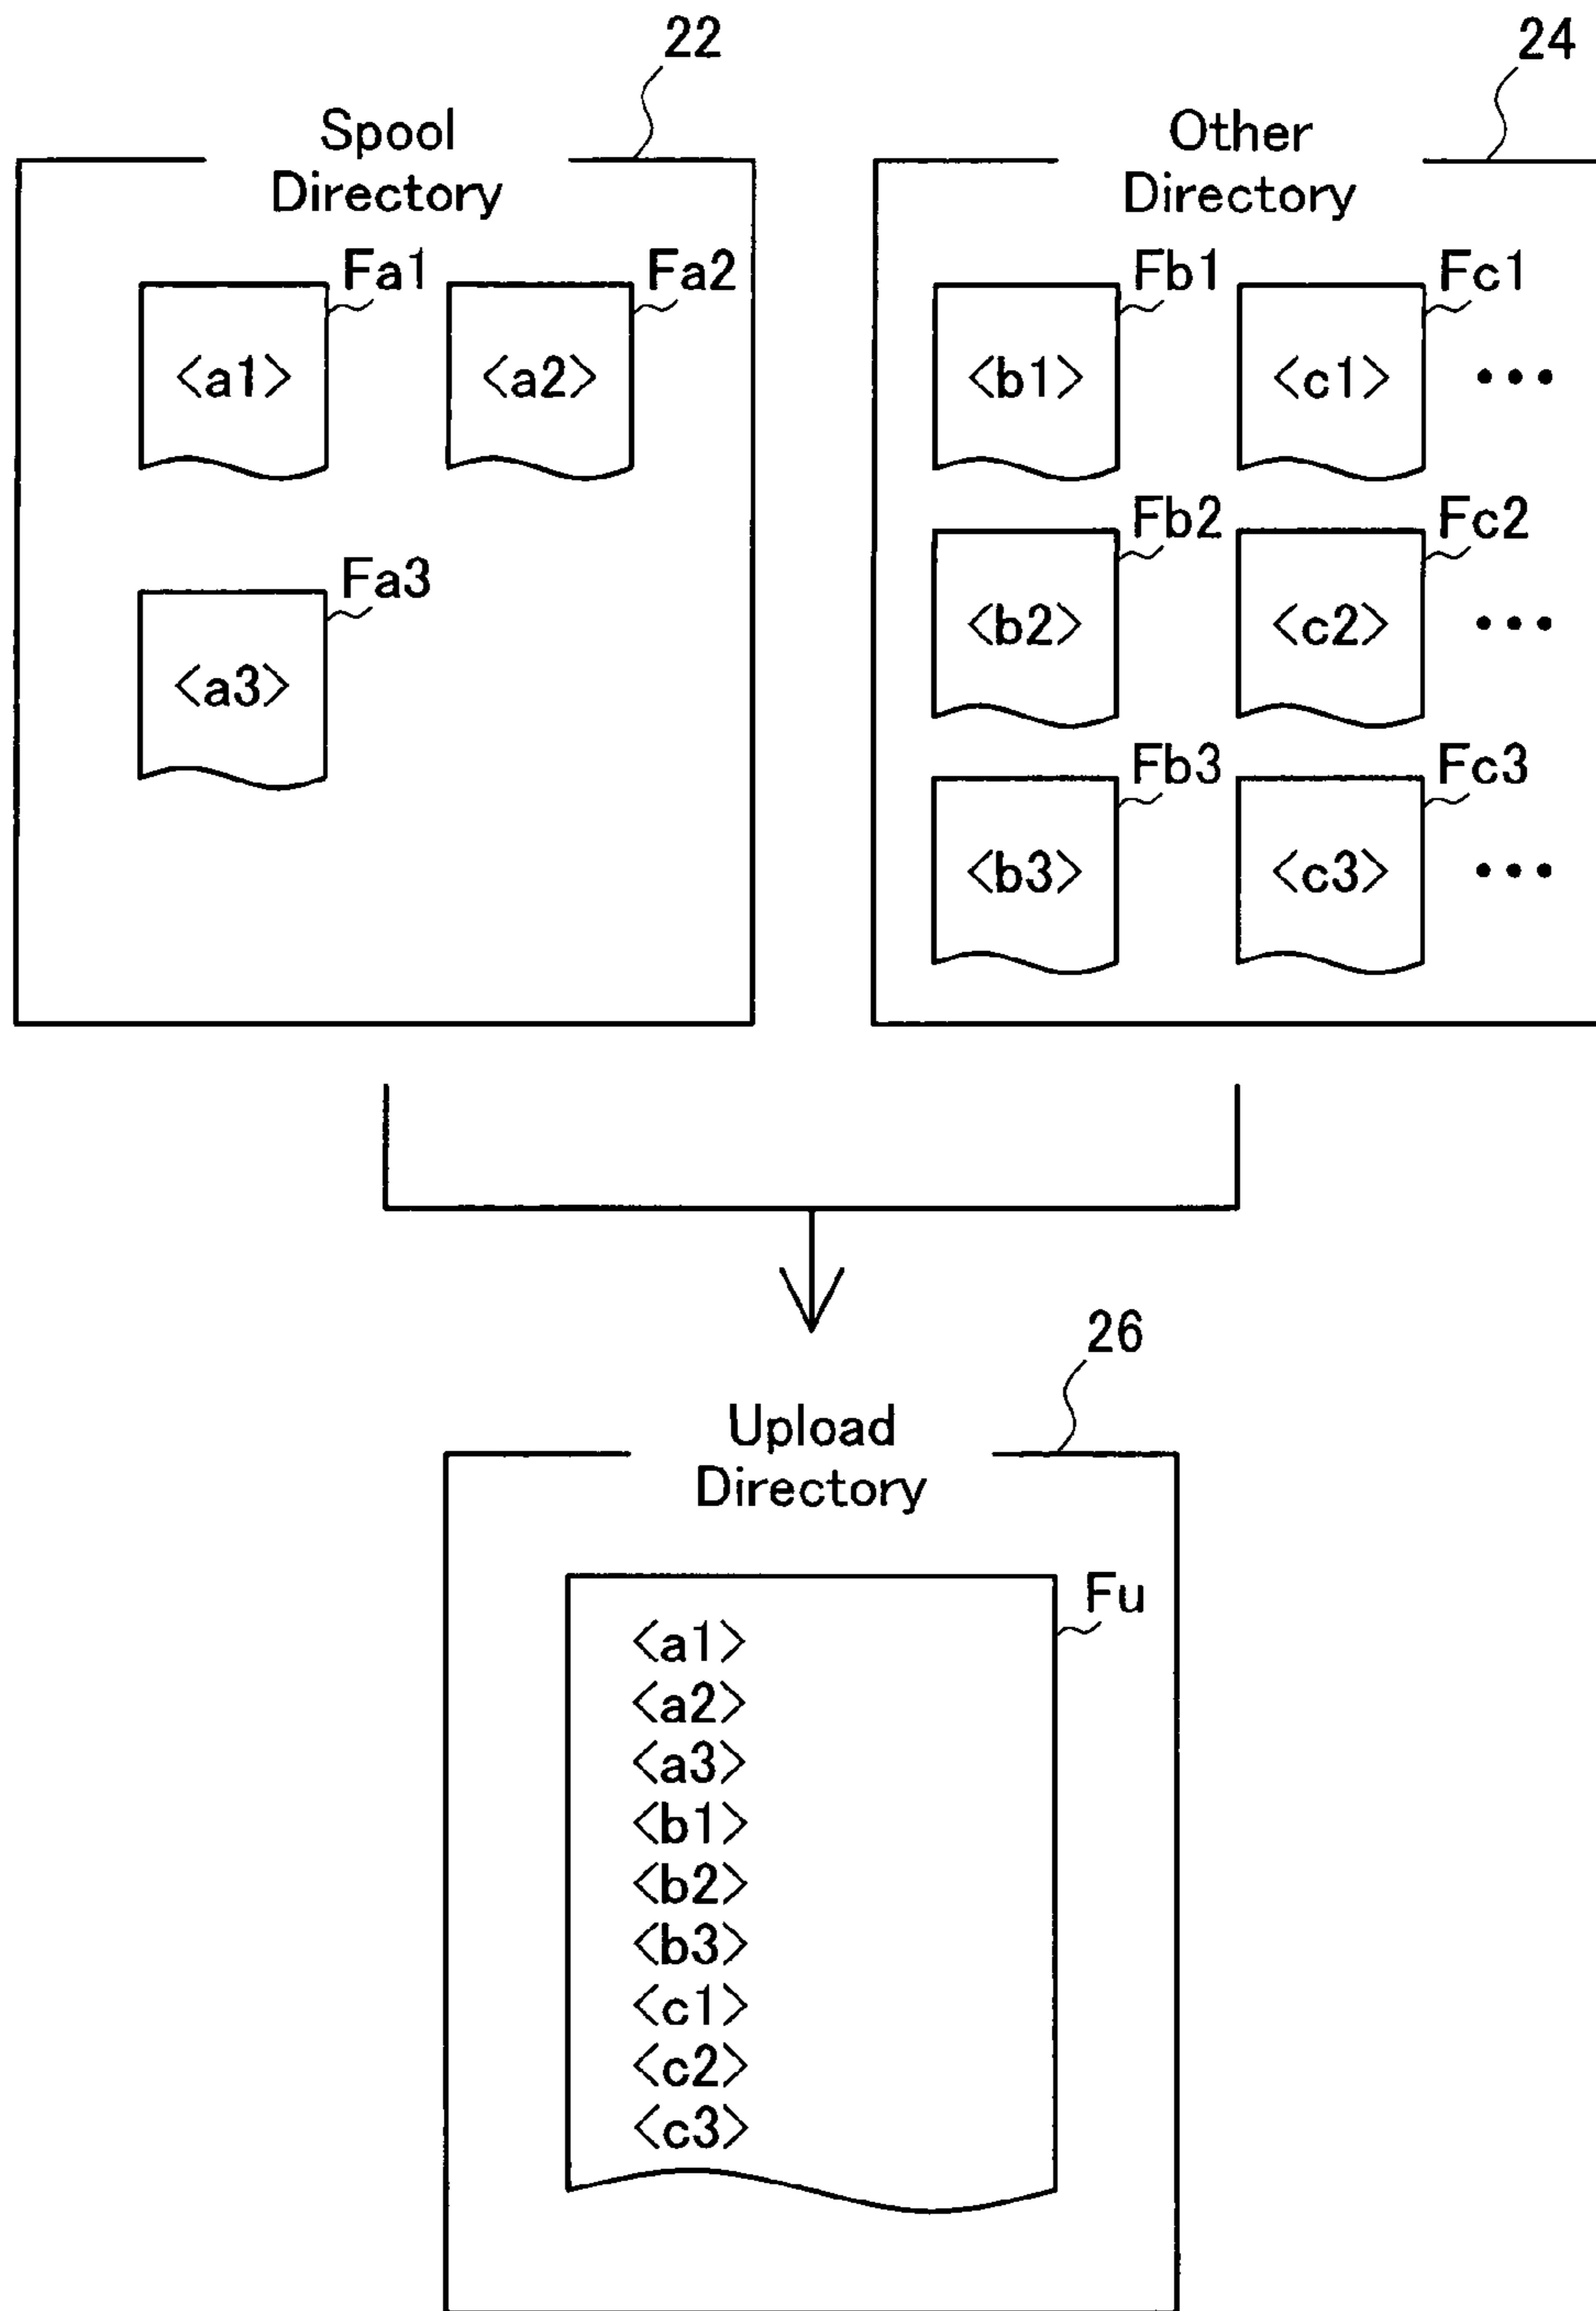 22
24
Spool
Directory
Other
Directory
Fa1
Fa2
Fb1
Fc1
<a1>
<a2>
<b1>
<c1>
•••
Fb2
Fc2
Fa3
<b2>
<c2>
•••
<a3>
Fb3
Fc3
<b3>
<c3>
•••
26
Upload
Directory
Fu
<a1>
<a2>
<a3>
<b1>
<b2>
<b3>
<c1>
<c2>
<c3>